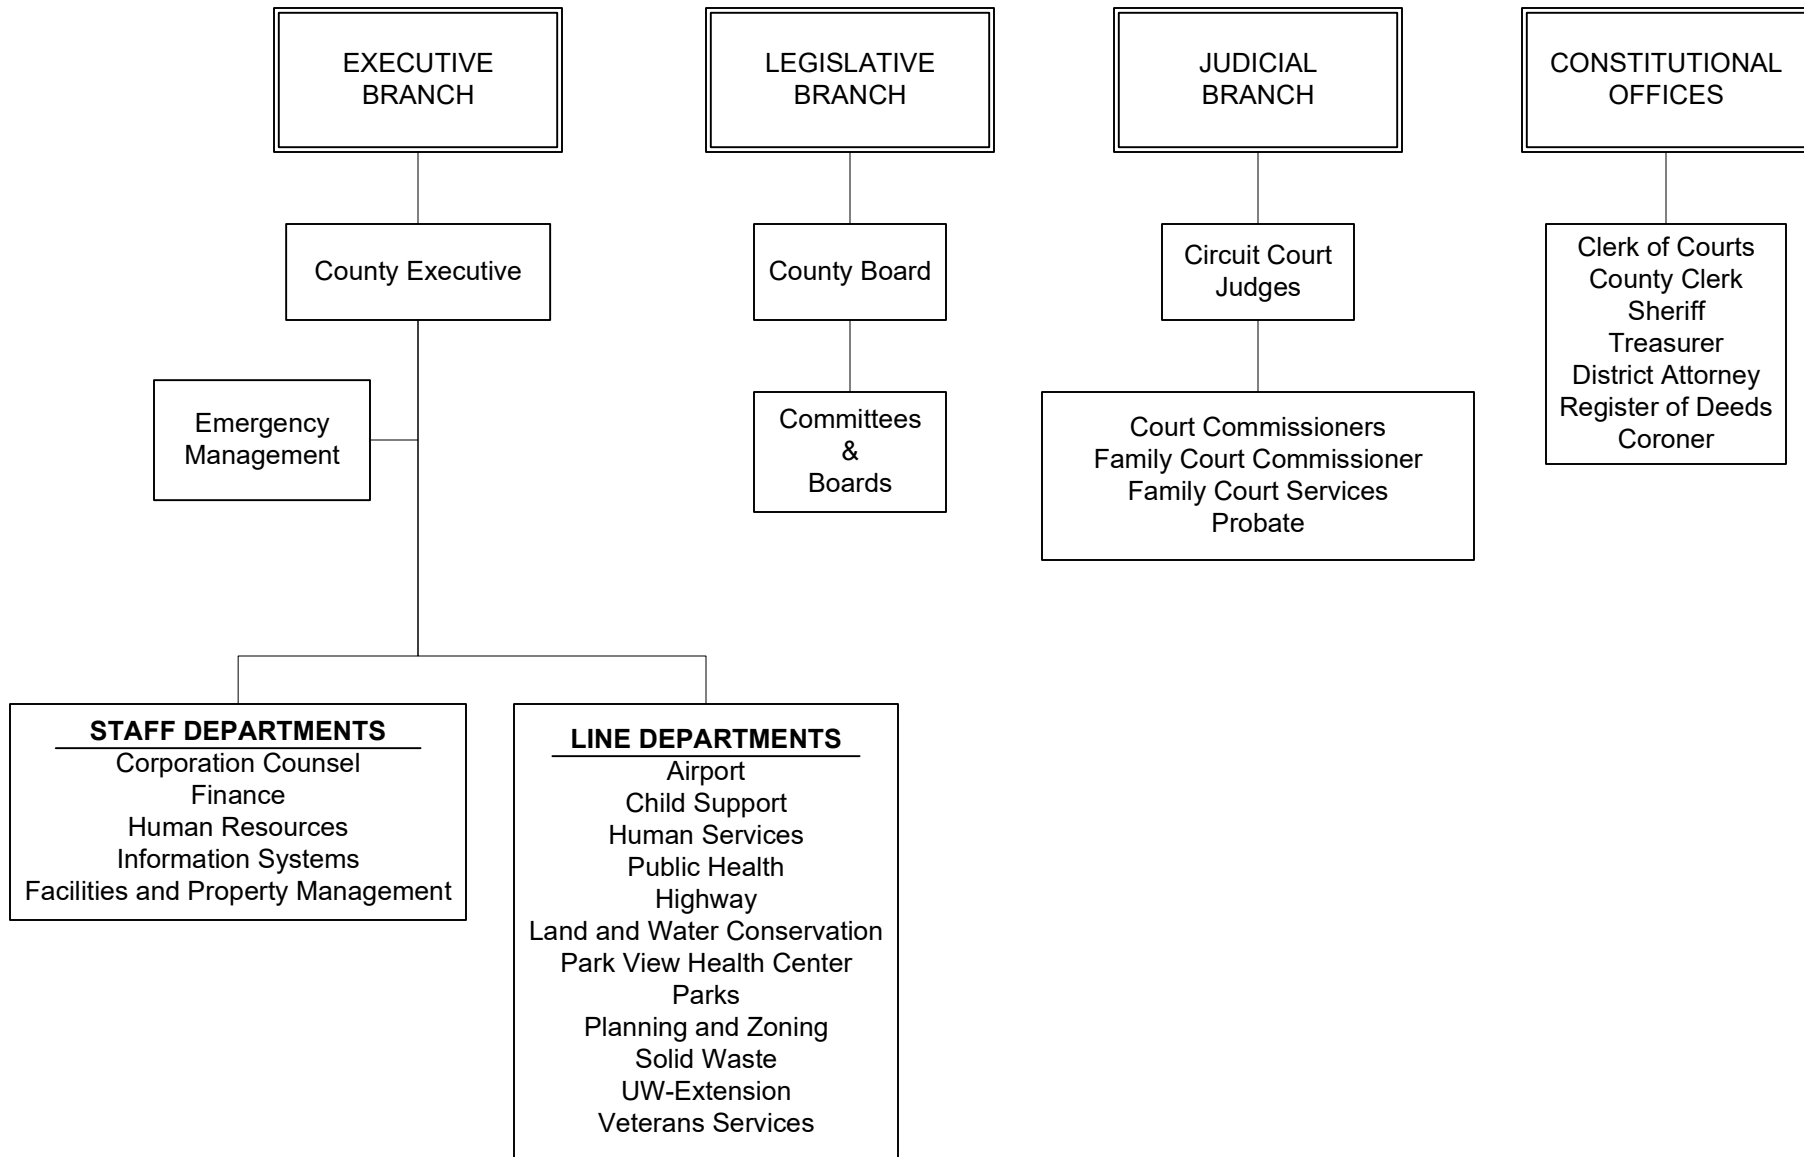 EXECUTIVE
BRANCH
County Executive
Emergency
Management
STAFF DEPARTMENTS
Corporation Counsel
Finance
Human Resources
Information Systems
Facilities and Property Management
LINE DEPARTMENTS
Airport
Child Support
Human Services
Public Health
Highway
Land and Water Conservation
Park View Health Center
Parks
Planning and Zoning
Solid Waste
UW-Extension
Veterans Services
LEGISLATIVE
BRANCH
County Board
Committees
&
Boards
JUDICIAL
BRANCH
Circuit Court
Judges
Court Commissioners
Family Court Commissioner
Family Court Services
Probate
CONSTITUTIONAL
OFFICES
Clerk of Courts
County Clerk
Sheriff
Treasurer
District Attorney
Register of Deeds
Coroner